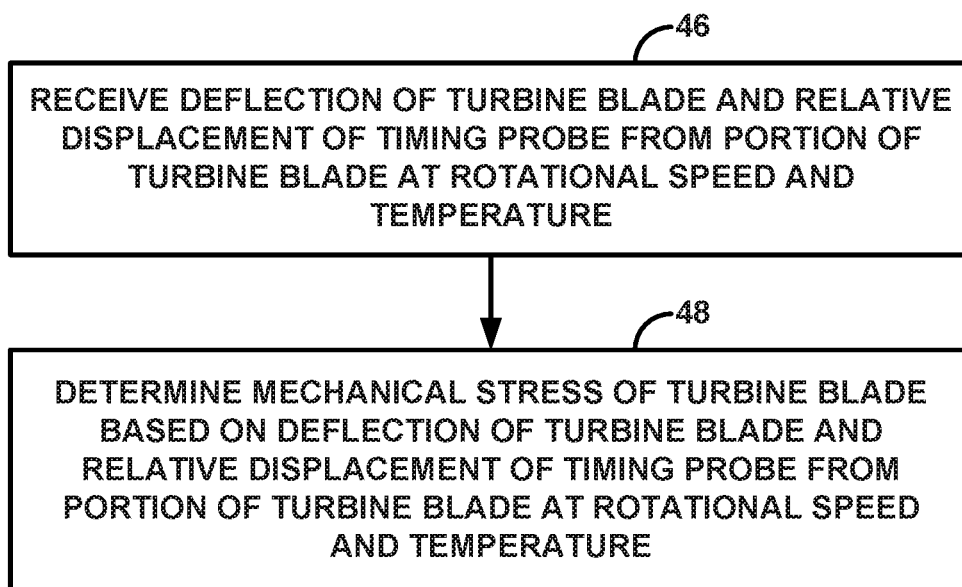 46
RECEIVE DEFLECTION OF TURBINE BLADE AND RELATIVE
DISPLACEMENT OF TIMING PROBE FROM PORTION OF
TURBINE BLADE AT ROTATIONAL SPEED AND
TEMPERATURE
48
DETERMINE MECHANICAL STRESS OF TURBINE BLADE
BASED ON DEFLECTION OF TURBINE BLADE AND
RELATIVE DISPLACEMENT OF TIMING PROBE FROM
PORTION OF TURBINE BLADE AT ROTATIONAL SPEED
AND TEMPERATURE